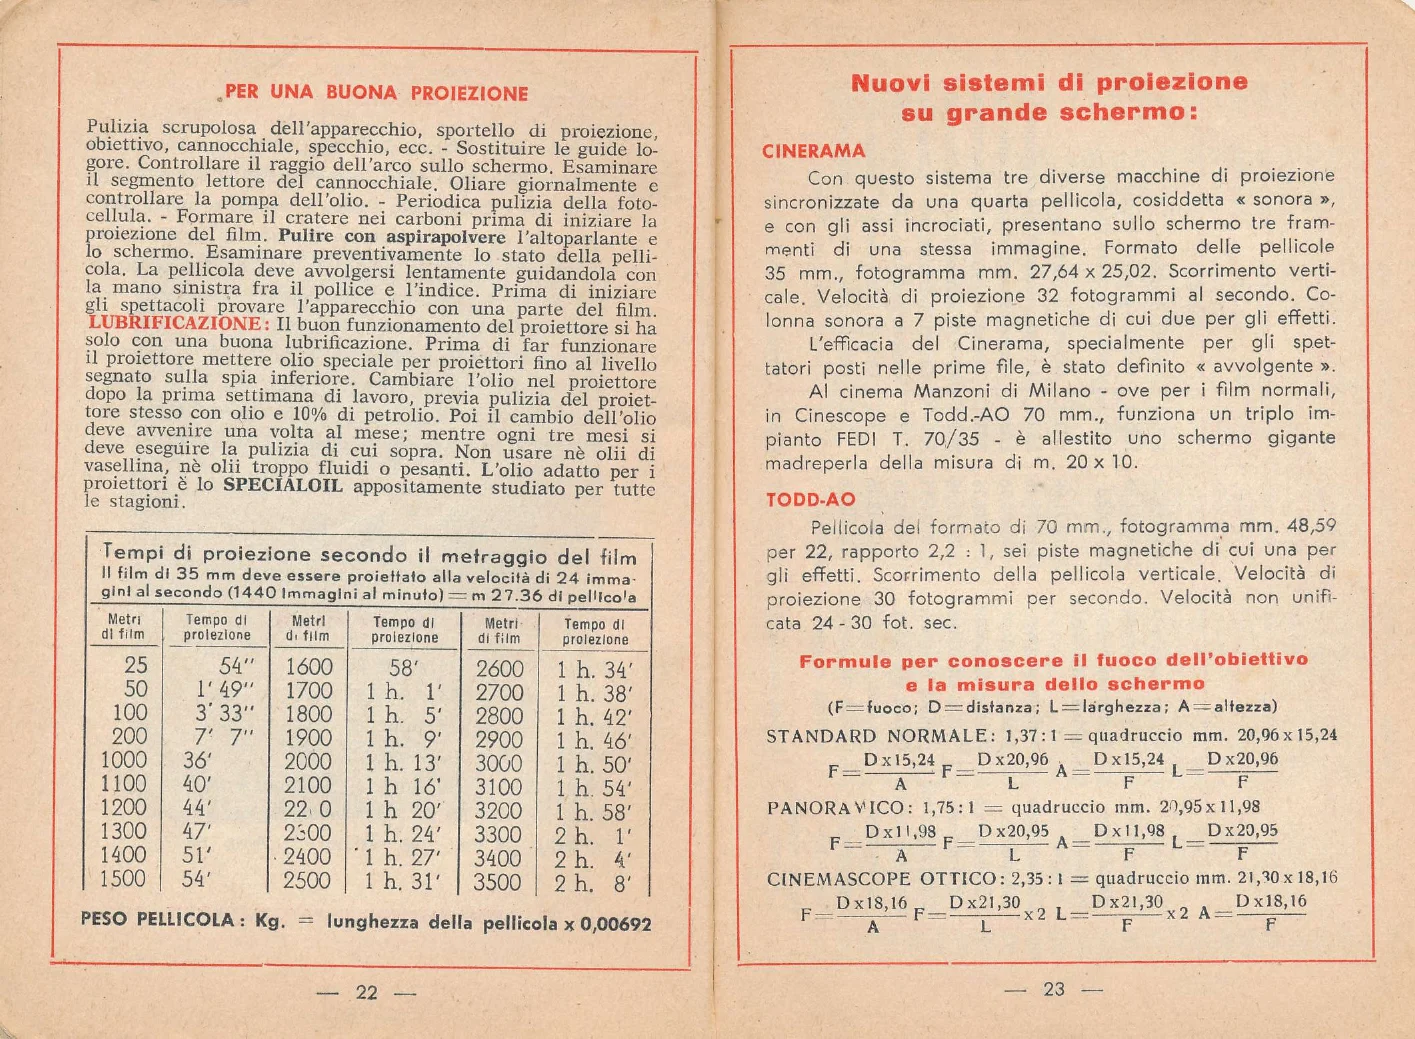 PER UNA BUONA PROIEZIONE
Pulizia scrupolosa dell'apparecchio, sportello di proiezione,
obiettivo, cannocchiale, specchio, ecc. - Sostituire le guide lo-
gore. Controllare il raggio dell'arco sullo schermo. Esaminare
il segmento lettore del cannocchiale. Oliare giornalmente e
controllare la pompa dell'olio. - Periodica pulizia della foto-
cellula. - Formare il cratere nei carboni prima di iniziare la
proiezione del film. Pulire con aspirapolvere l'altoparlante e
lo schermo. Esaminare preventivamente lo stato della pelli-
cola. La pellicola deve avvolgersi lentamente guidandola con
la mano sinistra fra il pollice e l'indice. Prima di iniziare
gli spettacoli provare l'apparecchio con una parte del film.
LUBRIFICAZIONE: Il buon funzionamento del proiettore si ha
solo con una buona lubrificazione. Prima di far funzionare
il proiettore mettere olio speciale per proiettori fino al livello
segnato sulla spia inferiore. Cambiare l'olio nel proiettore
dopo la prima settimana di lavoro, previa pulizia del proiet-
tore stesso con olio e 10% di petrolio. Poi il cambio dell'olio
deve avvenire una volta al mese; mentre ogni tre mesi si
deve eseguire la pulizia di cui sopra. Non usare nè olii di
vasellina, nè olii troppo fluidi o pesanti. L'olio adatto per i
proiettori è lo SPECIALOIL appositamente studiato per tutte
le stagioni.
Tempi di proiezione secondo il metraggio del film
Il film di 35 mm deve essere proiettato alla velocità di 24 imma-
gini al secondo (1440 immagini al minuto) = m 27.36 di pellicola
Metri di film | Tempo di proiezione | Metri di film | Tempo di proiezione | Metri di film | Tempo di proiezione
25 54'' 1600 58' 2600 1 h. 34'
50 1' 49'' 1700 1 h. 1' 2700 1 h. 38'
100 3' 33'' 1800 1 h. 5' 2800 1 h. 42'
200 7' 7'' 1900 1 h. 9' 2900 1 h. 46'
1000 36' 2000 1 h. 13' 3000 1 h. 50'
1100 40' 2100 1 h 16' 3100 1 h. 54'
1200 44' 22 0 1 h 20' 3200 1 h. 58'
1300 47' 2300 1 h. 24' 3300 2 h. 1'
1400 51' 2400 1 h. 27' 3400 2 h. 4'
1500 54' 2500 1 h. 31' 3500 2 h. 8'
PESO PELLICOLA: Kg. = lunghezza della pellicola x 0,00692
— 22 —
Nuovi sistemi di proiezione
su grande schermo:
CINERAMA
Con questo sistema tre diverse macchine di proiezione
sincronizzate da una quarta pellicola, cosiddetta « sonora »,
e con gli assi incrociati, presentano sullo schermo tre fram-
menti di una stessa immagine. Formato delle pellicole
35 mm., fotogramma mm. 27,64 x 25,02. Scorrimento verti-
cale. Velocità di proiezione 32 fotogrammi al secondo. Co-
lonna sonora a 7 piste magnetiche di cui due per gli effetti.
L'efficacia del Cinerama, specialmente per gli spet-
tatori posti nelle prime file, è stato definito « avvolgente ».
Al cinema Manzoni di Milano - ove per i film normali,
in Cinescope e Todd.-AO 70 mm., funziona un triplo im-
pianto FEDI T. 70/35 - è allestito uno schermo gigante
madreperla della misura di m. 20 x 10.
TODD-AO
Pellicola del formato di 70 mm., fotogramma mm. 48,59
per 22, rapporto 2,2 : 1, sei piste magnetiche di cui una per
gli effetti. Scorrimento della pellicola verticale. Velocità di
proiezione 30 fotogrammi per secondo. Velocità non unifi-
cata 24 - 30 fot. sec.
Formule per conoscere il fuoco dell'obiettivo
e la misura dello schermo
(F=fuoco; D=distanza; L=larghezza; A=altezza)
STANDARD NORMALE: 1,37:1 = quadruccio mm. 20,96 x 15,24
F= D x 15,24 / A F= D x 20,96 / L A= D x 15,24 / F L= D x 20,96 / F
PANORAMICO: 1,75:1 = quadruccio mm. 20,95 x 11,98
F= D x 11,98 / A F= D x 20,95 / L A= D x 11,98 / F L= D x 20,95 / F
CINEMASCOPE OTTICO: 2,35:1 = quadruccio mm. 21,30 x 18,16
F= D x 18,16 / A F= D x 21,30 / L x 2 L= D x 21,30 / F x 2 A= D x 18,16 / F
— 23 —